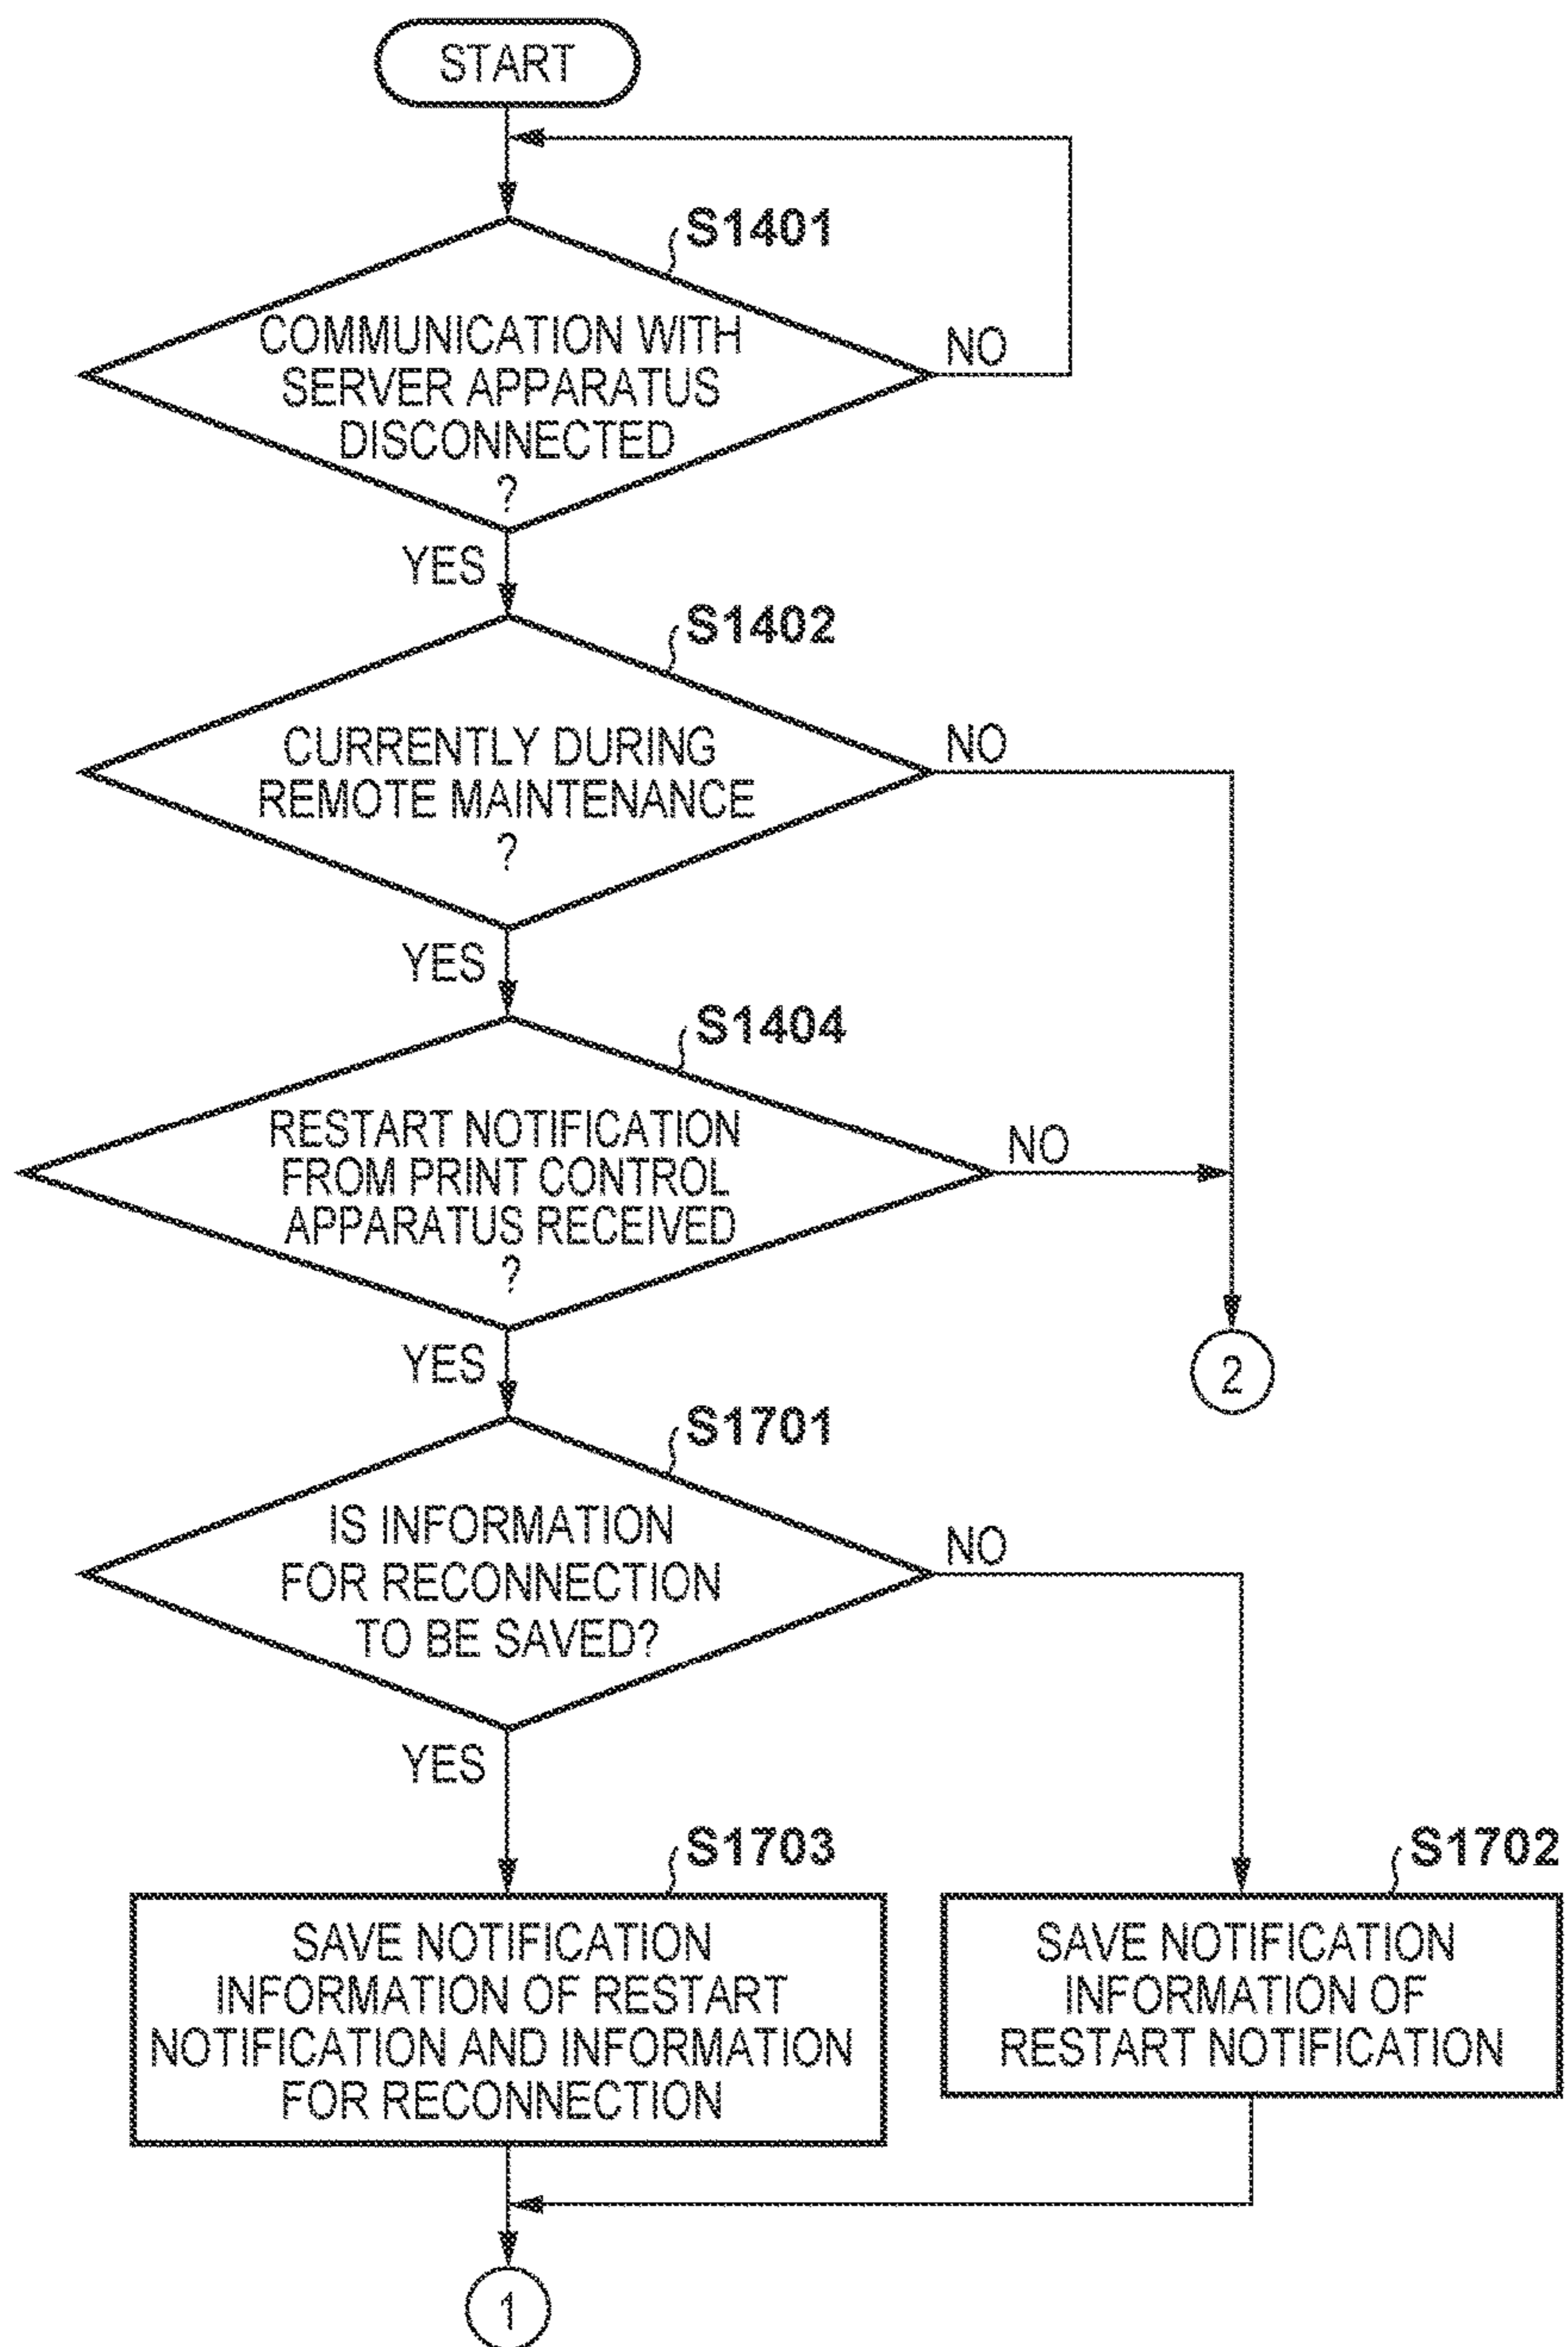 START
S1401
COMMUNICATION WITH
SERVER APPARATUS
DISCONNECTED
?
NO
YES
S1402
CURRENTLY DURING
REMOTE MAINTENANCE
?
NO
YES
S1404
RESTART NOTIFICATION
FROM PRINT CONTROL
APPARATUS RECEIVED
?
NO
YES
2
S1701
IS INFORMATION
FOR RECONNECTION
TO BE SAVED?
NO
YES
S1703
SAVE NOTIFICATION
INFORMATION OF RESTART
NOTIFICATION AND INFORMATION
FOR RECONNECTION
S1702
SAVE NOTIFICATION
INFORMATION OF
RESTART NOTIFICATION
1